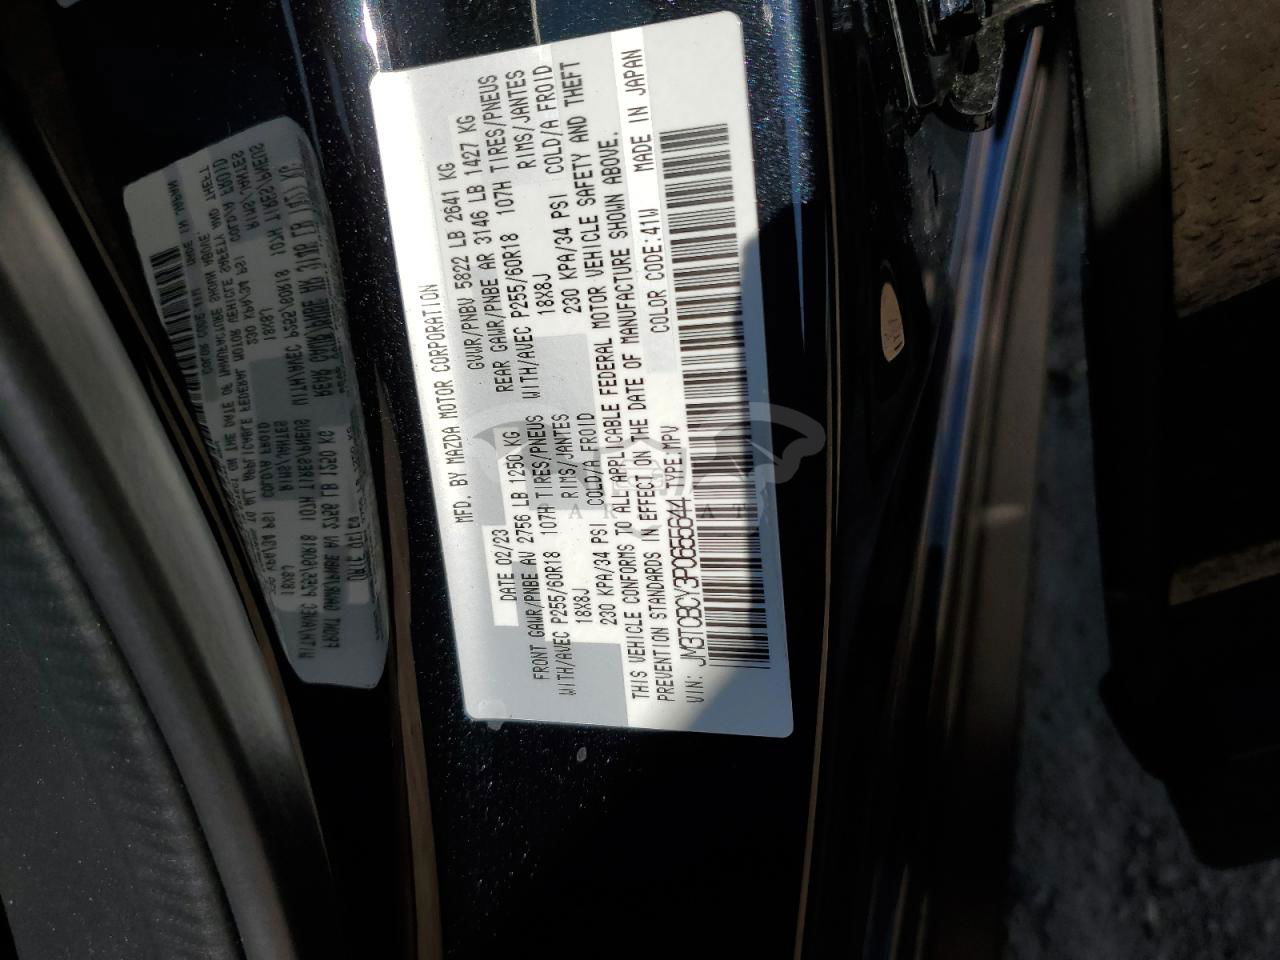 MFD. BY MAZDA MOTOR CORPORATION
DATE 02/23 GVWR/PNBV 5822 LB 2641 KG
FRONT GAWR/PNBE AV 2756 LB 1250 KG REAR GAWR/PNBE AR 3146 LB 1427 KG
WITH/AVEC P255/60R18 107H TIRES/PNEUS WITH/AVEC P255/60R18 107H TIRES/PNEUS
18X8J RIMS/JANTES 18X8J RIMS/JANTES
230 KPA/34 PSI COLD/A FROID 230 KPA/34 PSI COLD/A FROID
THIS VEHICLE CONFORMS TO ALL APPLICABLE FEDERAL MOTOR VEHICLE SAFETY AND THEFT
PREVENTION STANDARDS IN EFFECT ON THE DATE OF MANUFACTURE SHOWN ABOVE.
VIN: JM3TCBCY3P0655644 TYPE:MPV COLOR CODE:41W MADE IN JAPAN